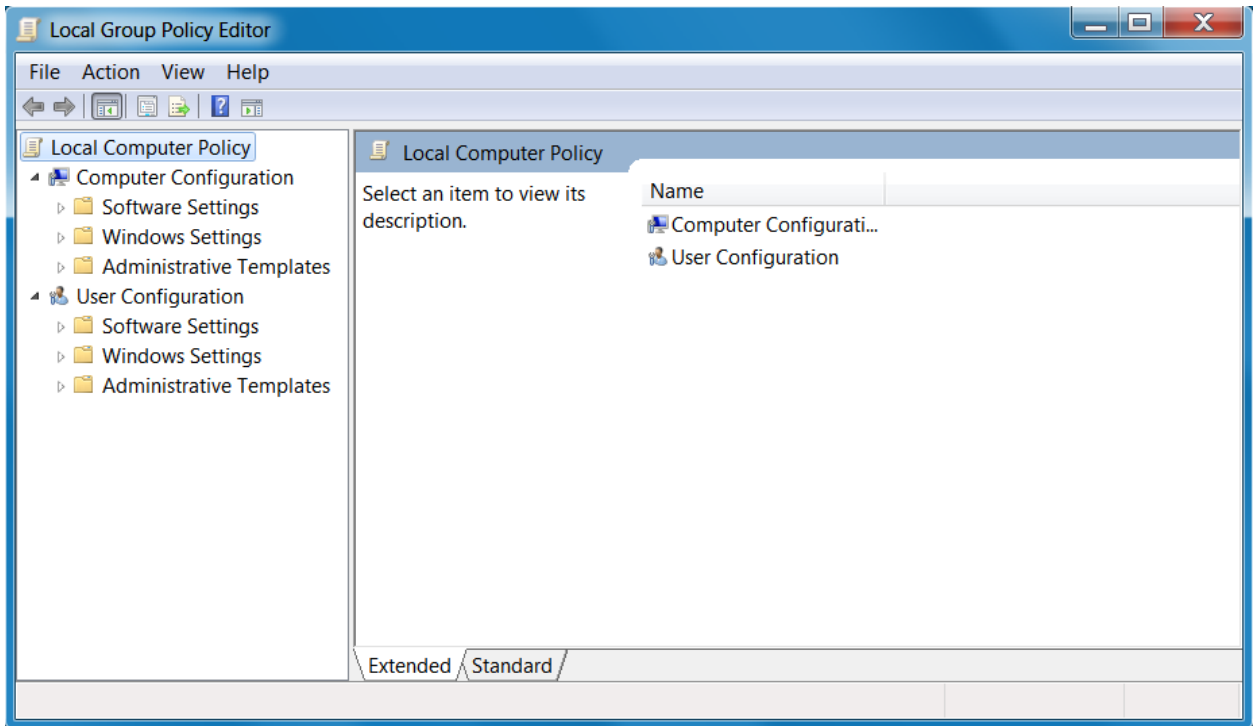 Local Group Policy Editor
File Action View Help
Local Computer Policy
Computer Configuration
Software Settings
Windows Settings
Administrative Templates
User Configuration
Software Settings
Windows Settings
Administrative Templates
Local Computer Policy
Select an item to view its
description.
Name
Computer Configurati...
User Configuration
Extended
Standard